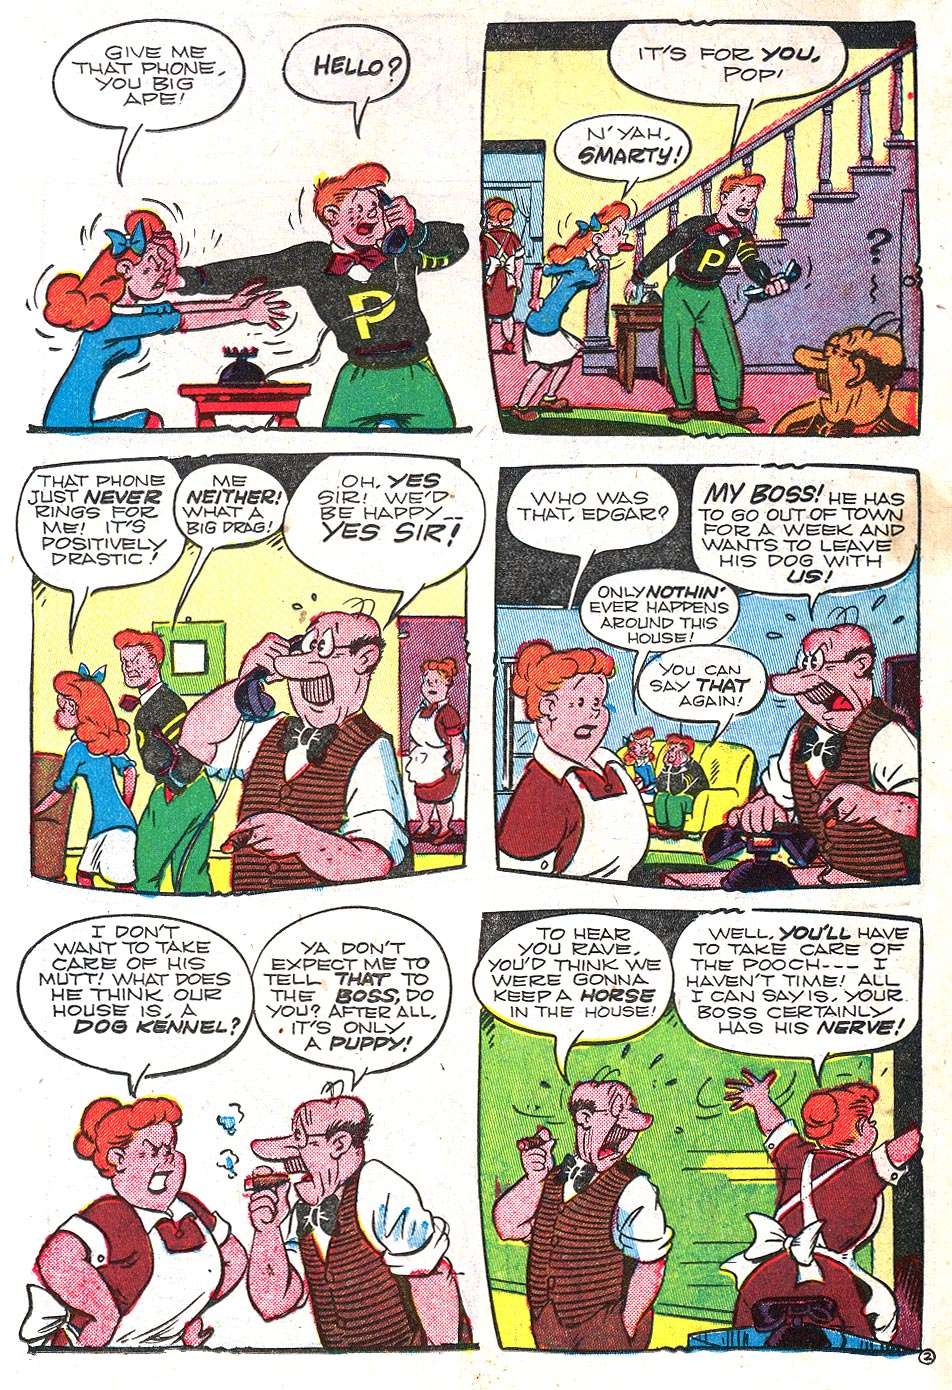 GIVE ME
THAT PHONE,
YOU BIG
APE!
HELLO?
P
IT'S FOR YOU,
POP!
N'YAH,
SMARTY!
P
? - -
THAT PHONE
JUST NEVER
RINGS FOR
ME! IT'S
POSITIVELY
DRASTIC!
ME
NEITHER!
WHAT A
BIG DRAG!
OH, YES
SIR! WE'D
BE HAPPY__
YES SIR!
WHO WAS
THAT, EDGAR?
MY BOSS! HE HAS
TO GO OUT OF TOWN
FOR A WEEK AND
WANTS TO LEAVE
HIS DOG WITH
US!
ONLY NOTHIN'
EVER HAPPENS
AROUND THIS
HOUSE!
YOU CAN
SAY THAT
AGAIN!
I DON'T
WANT TO TAKE
CARE OF HIS
MUTT! WHAT DOES
HE THINK OUR
HOUSE IS, A
DOG KENNEL?
YA DON'T
EXPECT ME TO
TELL THAT TO
THE BOSS, DO
YOU? AFTER ALL,
IT'S ONLY
A PUPPY!
TO HEAR
YOU RAVE,
YOU'D THINK WE
WERE GONNA
KEEP A HORSE
IN THE HOUSE!
WELL, YOU'LL HAVE
TO TAKE CARE OF
THE POOCH--- I
HAVEN'T TIME! ALL
I CAN SAY IS, YOUR
BOSS CERTAINLY
HAS HIS NERVE!
2